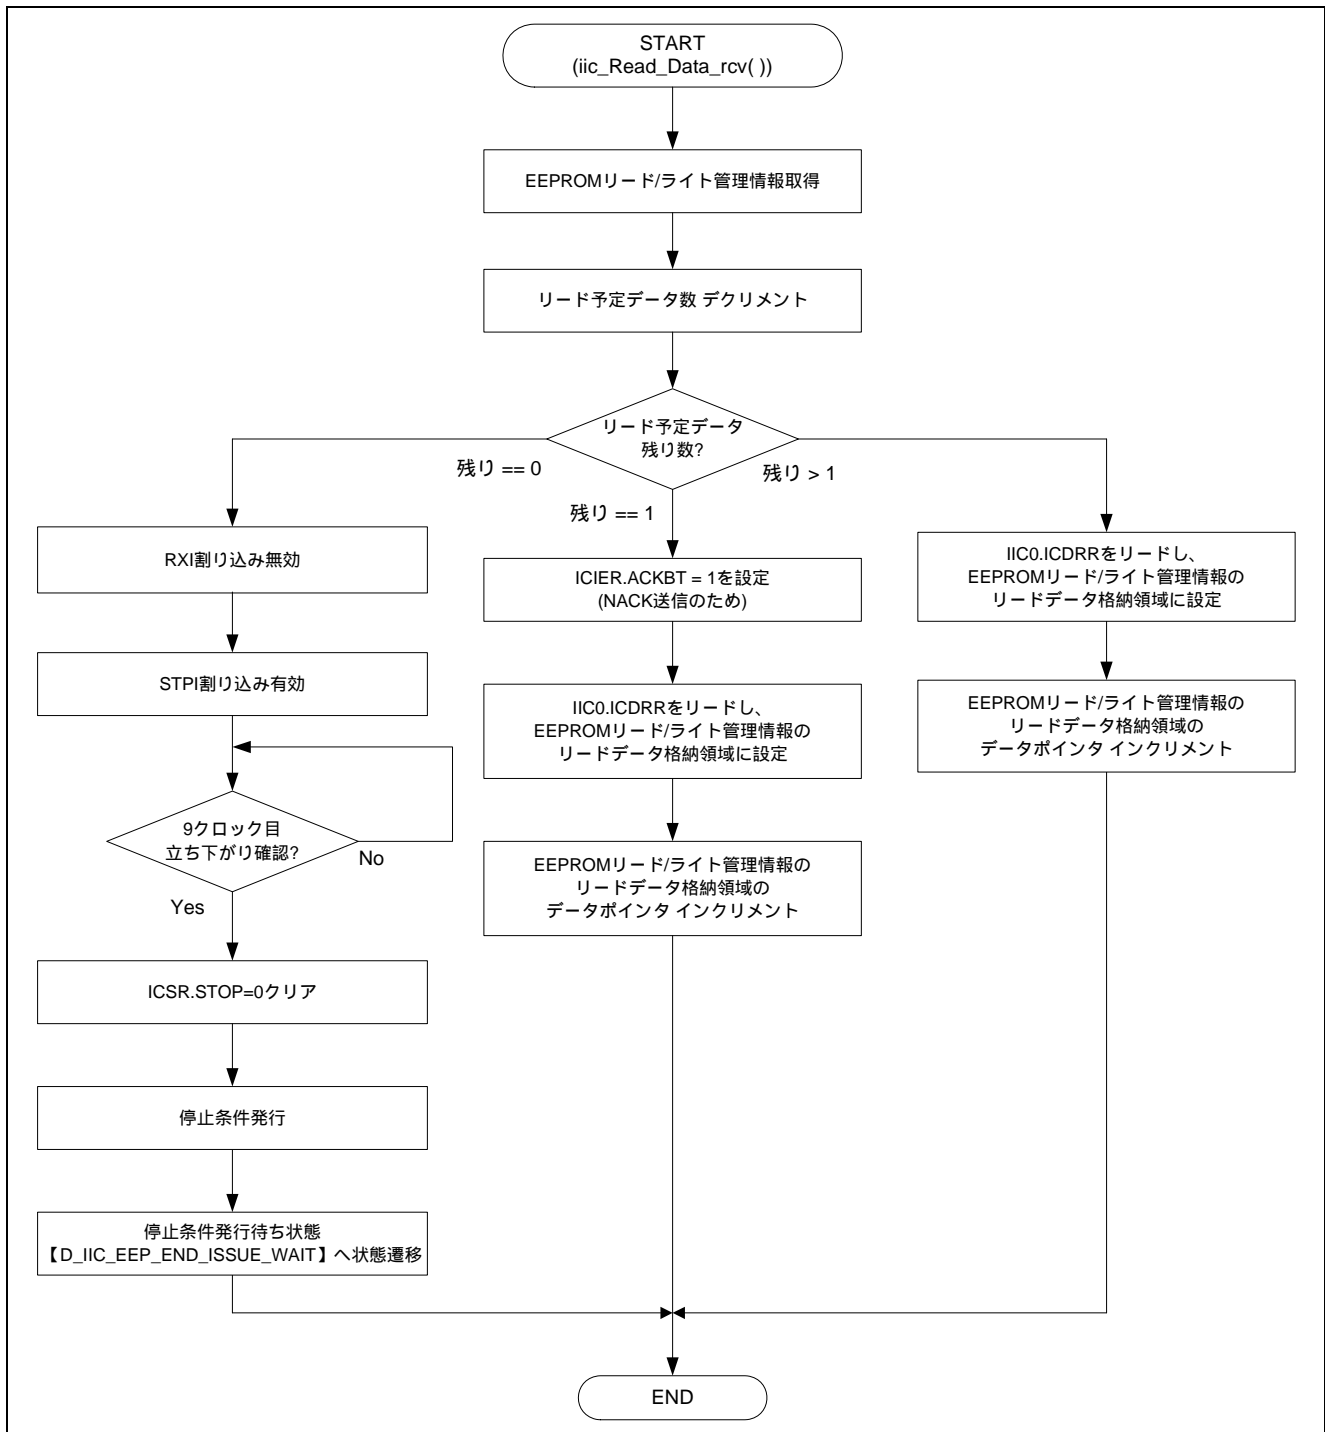 START
(iic_Read_Data_rcv( ))
EEPROMリード/ライト管理情報取得
リード予定データ数 デクリメント
リード予定データ
残り数?
残り == 0
残り == 1
残り > 1
RXI割り込み無効
STPI割り込み有効
9クロック目
立ち下がり確認?
No
Yes
ICSR.STOP=0クリア
停止条件発行
停止条件発行待ち状態
【D_IIC_EEP_END_ISSUE_WAIT】へ状態遷移
ICIER.ACKBT = 1を設定
(NACK送信のため)
IIC0.ICDRRをリードし、
EEPROMリード/ライト管理情報の
リードデータ格納領域に設定
EEPROMリード/ライト管理情報の
リードデータ格納領域の
データポインタ インクリメント
IIC0.ICDRRをリードし、
EEPROMリード/ライト管理情報の
リードデータ格納領域に設定
EEPROMリード/ライト管理情報の
リードデータ格納領域の
データポインタ インクリメント
END